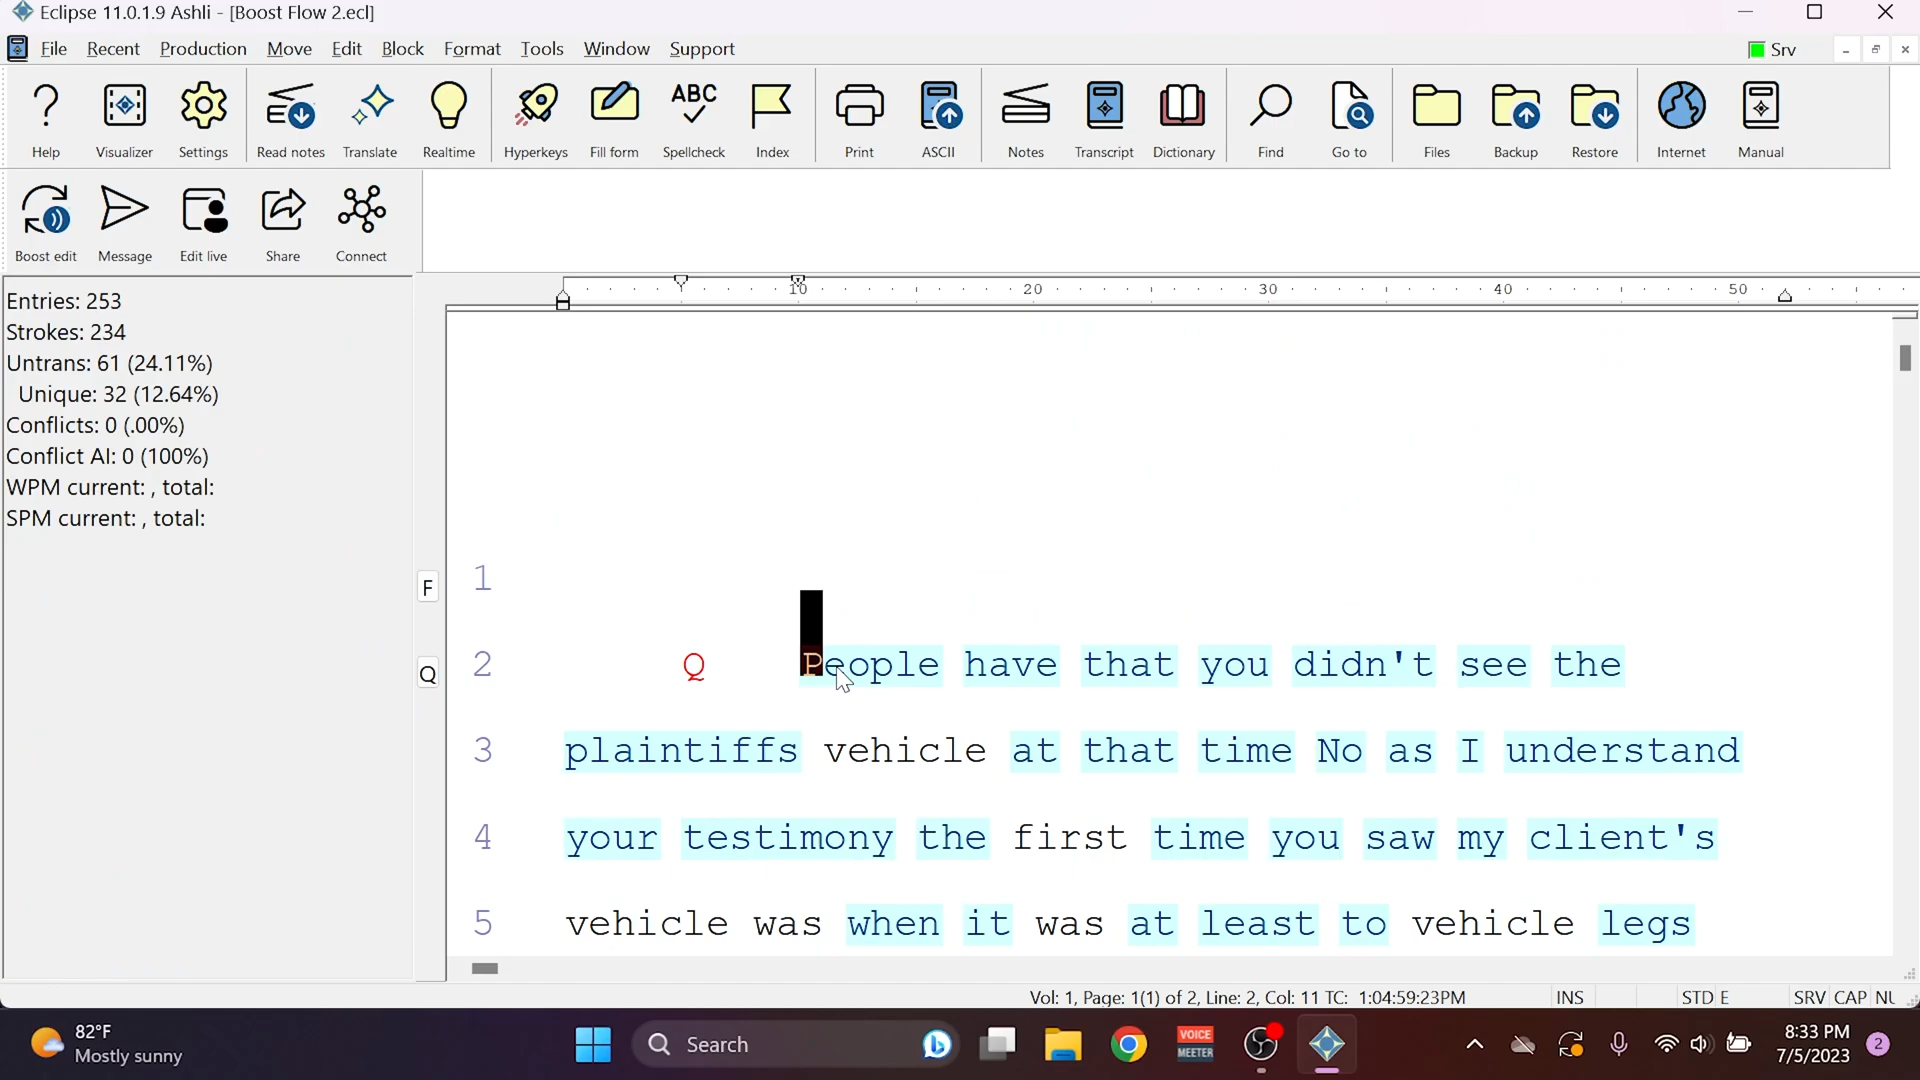 Eclipse 11.0.1.9 Ashli - [Boost Flow 2.ecl]
File Recent Production Move Edit Block Format Tools Window Support
Srv
Help Visualizer Settings Read notes Translate Realtime Hyperkeys Fill form Spellcheck Index Print ASCII Notes Transcript Dictionary Find Go to Files Backup Restore Internet Manual
ABC
Boost edit Message Edit live Share Connect
10 20 30 40 50
Entries: 253
Strokes: 234
Untrans: 61 (24.11%)
Unique: 32 (12.64%)
Conflicts: 0 (.00%)
Conflict AI: 0 (100%)
WPM current: , total:
SPM current: , total:
F 1
Q 2 Q People have that you didn't see the
3 plaintiffs vehicle at that time No as I understand
4 your testimony the first time you saw my client's
5 vehicle was when it was at least to vehicle legs
Vol: 1, Page: 1(1) of 2, Line: 2, Col: 11 TC: 1:04:59:23PM INS STD E SRV CAP
82°F
Mostly sunny
Search
VOICE
MEETER
8:33 PM
7/5/2023
2